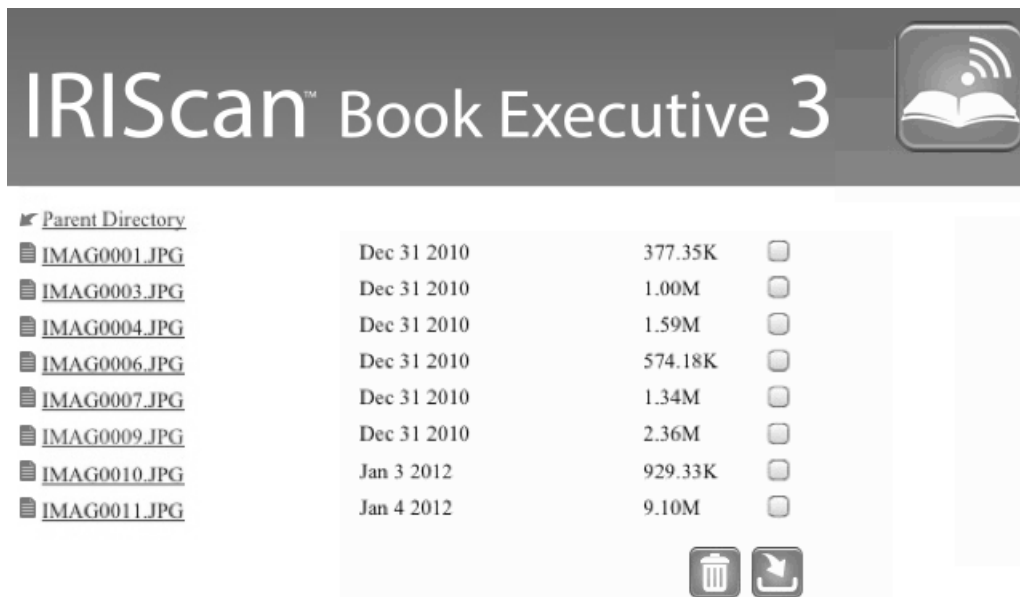 IRIScan™ Book Executive 3
Parent Directory
IMAG0001.JPG Dec 31 2010 377.35K
IMAG0003.JPG Dec 31 2010 1.00M
IMAG0004.JPG Dec 31 2010 1.59M
IMAG0006.JPG Dec 31 2010 574.18K
IMAG0007.JPG Dec 31 2010 1.34M
IMAG0009.JPG Dec 31 2010 2.36M
IMAG0010.JPG Jan 3 2012 929.33K
IMAG0011.JPG Jan 4 2012 9.10M